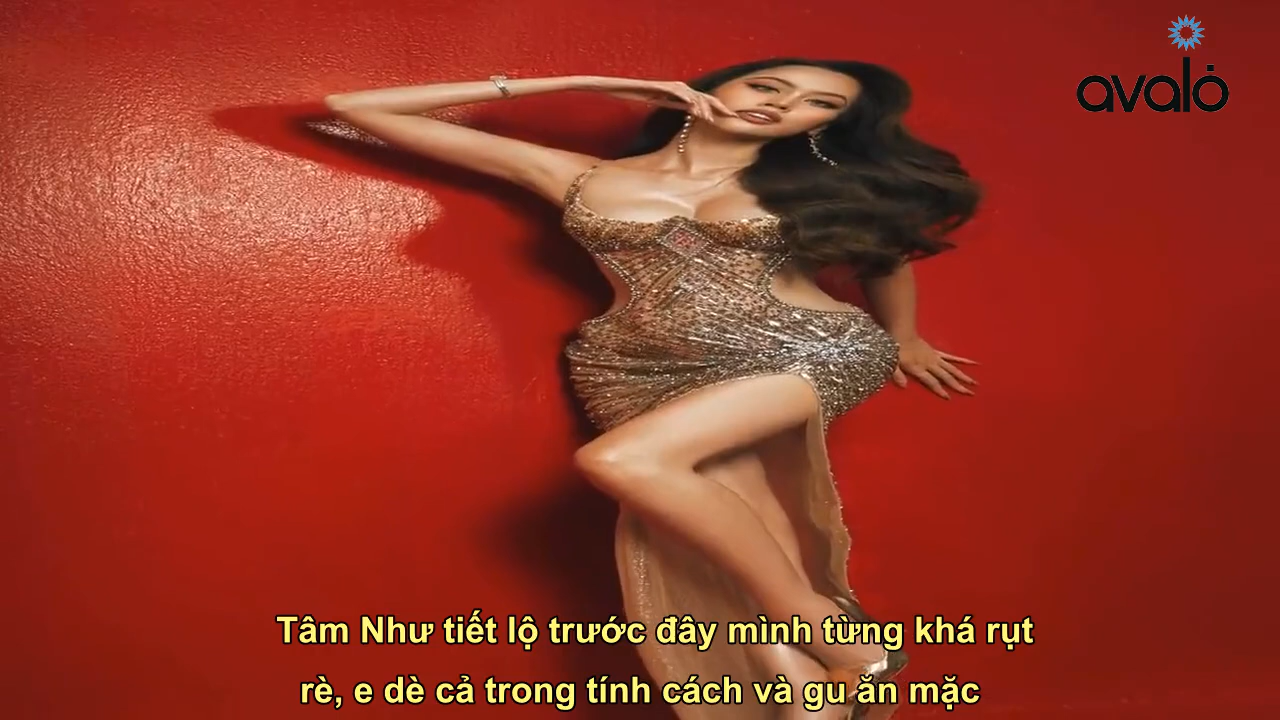 avalò
Tâm Như tiết lộ trước đây mình từng khá rụt
rè, e dè cả trong tính cách và gu ăn mặc